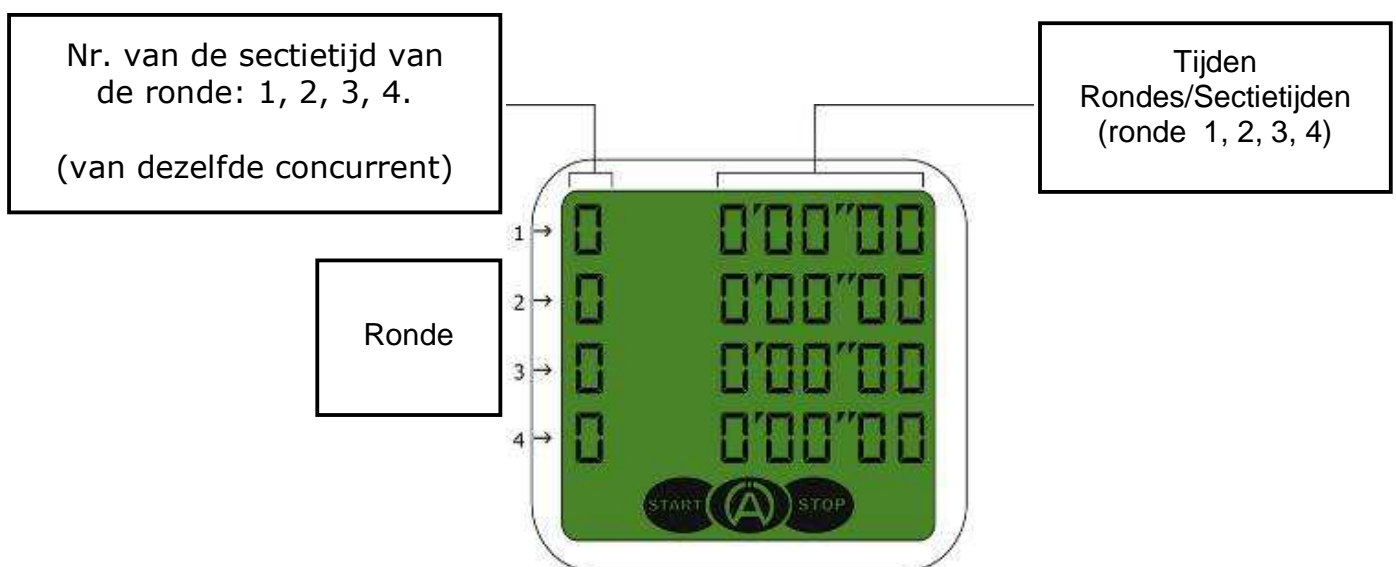 Nr. van de sectietijd van
de ronde: 1, 2, 3, 4.
(van dezelfde concurrent)
Tijden
Rondes/Sectietijden
(ronde 1, 2, 3, 4)
Ronde
1→ 0 0'00"00
2→ 0 0'00"00
3→ 0 0'00"00
4→ 0 0'00"00
START Ä STOP